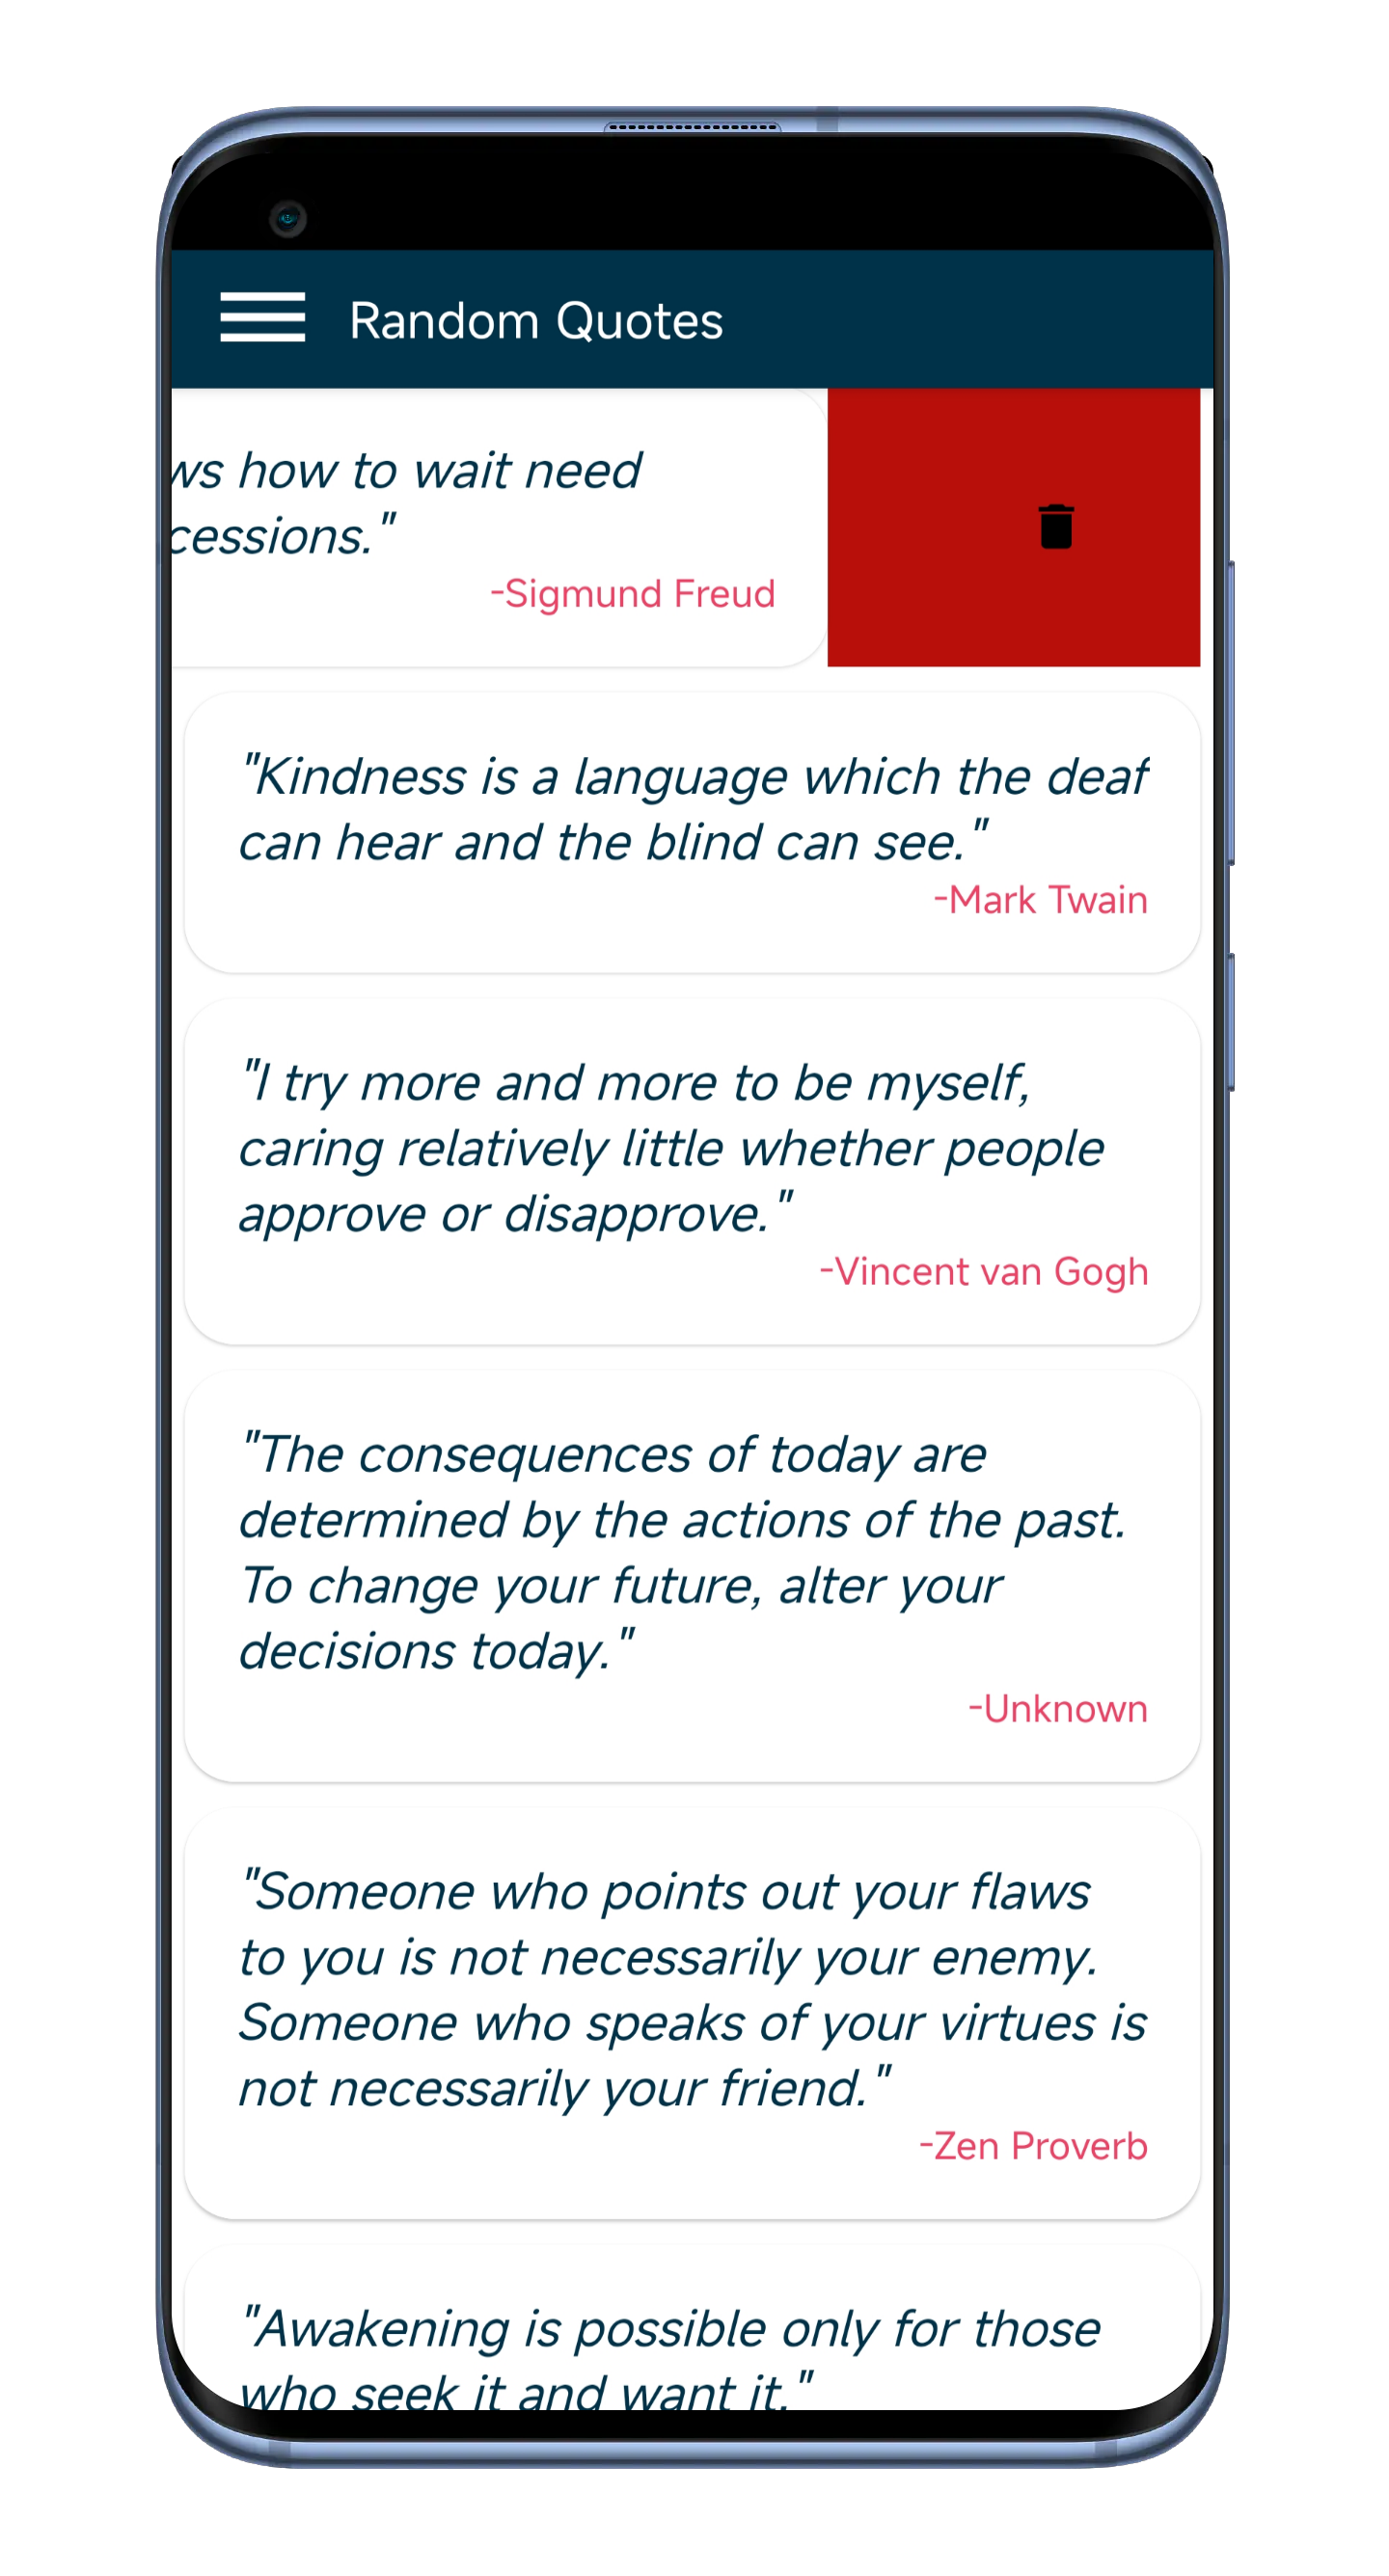 Random Quotes
ws how to wait need
cessions."
-Sigmund Freud
"Kindness is a language which the deaf
can hear and the blind can see."
-Mark Twain
"I try more and more to be myself,
caring relatively little whether people
approve or disapprove."
-Vincent van Gogh
"The consequences of today are
determined by the actions of the past.
To change your future, alter your
decisions today."
-Unknown
"Someone who points out your flaws
to you is not necessarily your enemy.
Someone who speaks of your virtues is
not necessarily your friend."
-Zen Proverb
"Awakening is possible only for those
who seek it and want it."